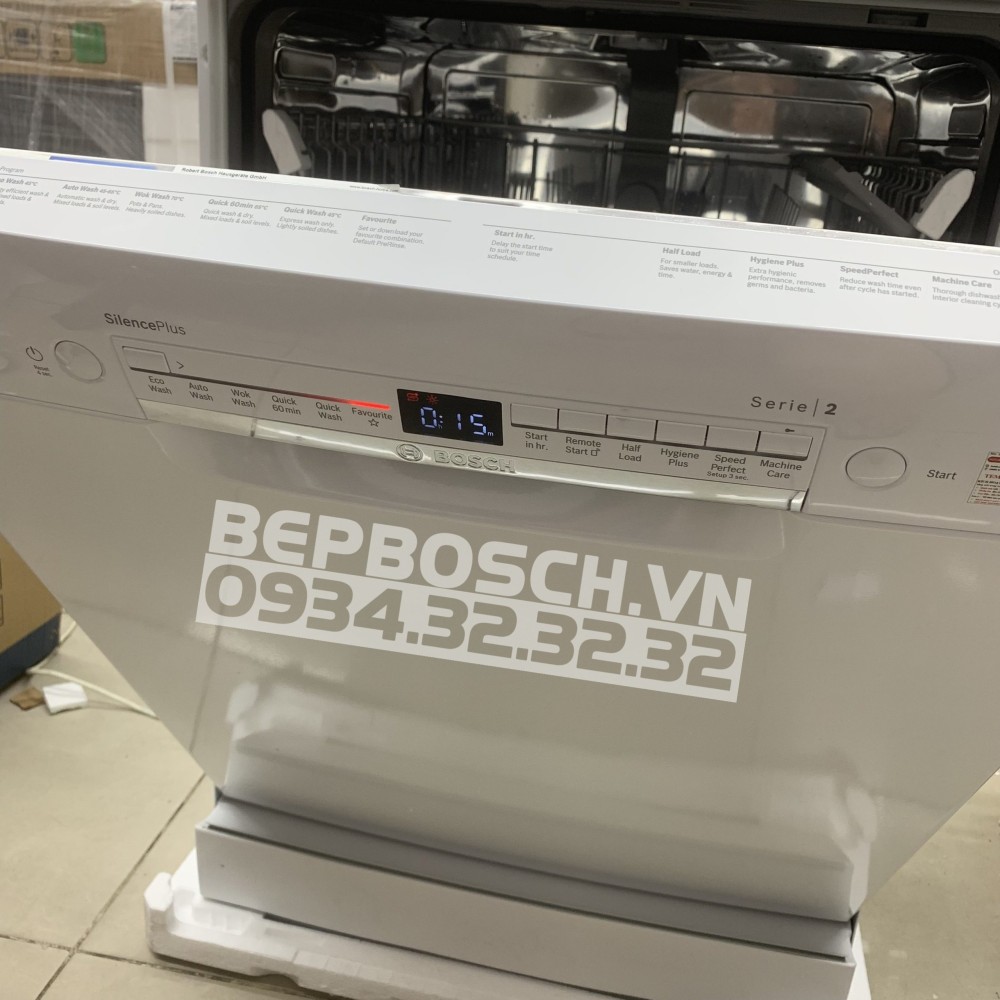 Robert Bosch Hausgeräte GmbH
Program
Wash 45°C
Auto Wash 45-65°C
Automatic wash & dry.
Mixed loads & soil levels.
Wok Wash 70°C
Pots & Pans
Heavily soiled dishes.
Quick 60min 65°C
Quick wash & dry.
Mixed loads & soil levels.
Quick Wash 45°C
Express wash only.
Lightly soiled dishes.
Favourite
Set or download your
favourite combination.
Default PreRinse.
Start in hr.
Delay the start time
to suit your time
schedule.
Half Load
For smaller loads.
Saves water, energy &
time.
Hygiene Plus
Extra hygienic
performance, removes
germs and bacteria.
SpeedPerfect
Reduce wash time even
after cycle has started.
Machine Care
Thorough
interior cleaning
SilencePlus
Serie | 2
Reset
4 sec.
Eco
Wash
Auto
Wash
Wok
Wash
Quick
60min
Quick
Wash
Favourite
0:15
h
m
Start
in hr.
Remote
Start
Half
Load
Hygiene
Plus
Speed
Perfect
Setup 3 sec.
Machine
Care
Start
BOSCH
BEPBOSCH.VN
0934.32.32.32